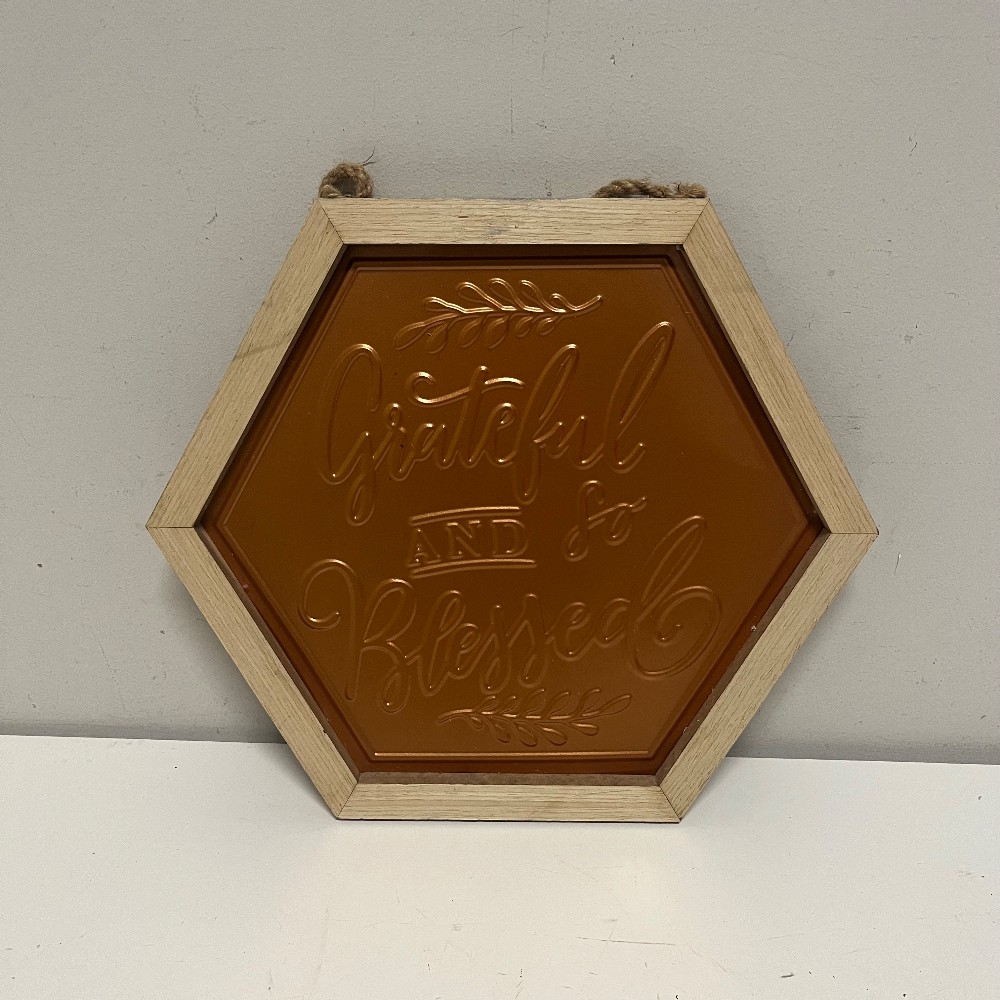 Grateful
AND So
Blessed